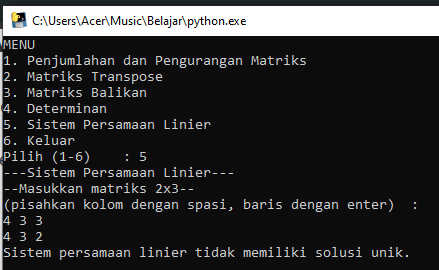 C:\Users\Acer\Music\Belajar\python.exe
MENU
1. Penjumlahan dan Pengurangan Matriks
2. Matriks Transpose
3. Matriks Balikan
4. Determinan
5. Sistem Persamaan Linier
6. Keluar
Pilih (1-6)    : 5
---Sistem Persamaan Linier---
--Masukkan matriks 2x3--
(pisahkan kolom dengan spasi, baris dengan enter)  :
4 3 3
4 3 2
Sistem persamaan linier tidak memiliki solusi unik.